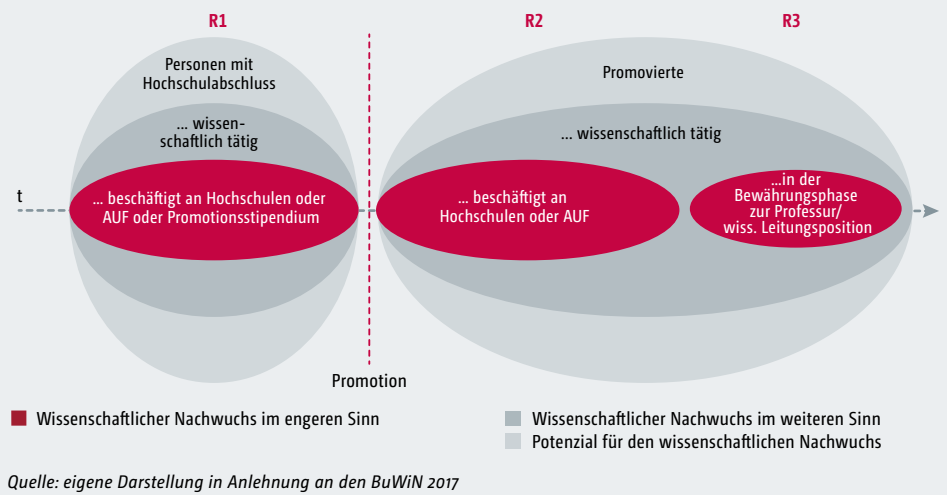 R1
R2
R3
Personen mit
Hochschulabschluss
Promovierte
... wissen-
schaftlich tätig
... wissenschaftlich tätig
t
... beschäftigt an Hochschulen oder
AUF oder Promotionsstipendium
... beschäftigt an
Hochschulen oder AUF
...in der
Bewährungsphase
zur Professur/
wiss. Leitungsposition
Promotion
Wissenschaftlicher Nachwuchs im engeren Sinn
Wissenschaftlicher Nachwuchs im weiteren Sinn
Potenzial für den wissenschaftlichen Nachwuchs
Quelle: eigene Darstellung in Anlehnung an den BuWiN 2017